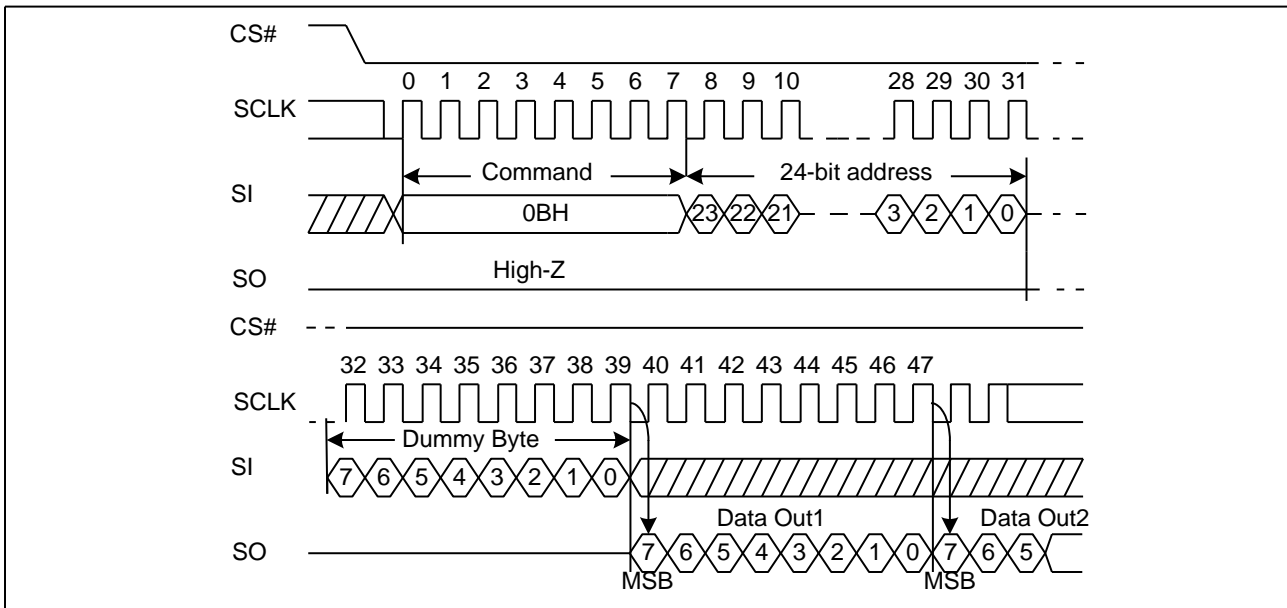 CS#
0 1 2 3 4 5 6 7 8 9 10 28 29 30 31
SCLK
Command 24-bit address
SI
0BH 23 22 21 3 2 1 0
High-Z
SO
CS#
32 33 34 35 36 37 38 39 40 41 42 43 44 45 46 47
SCLK
Dummy Byte
SI
7 6 5 4 3 2 1 0
Data Out1 Data Out2
SO
7 6 5 4 3 2 1 0 7 6 5
MSB MSB